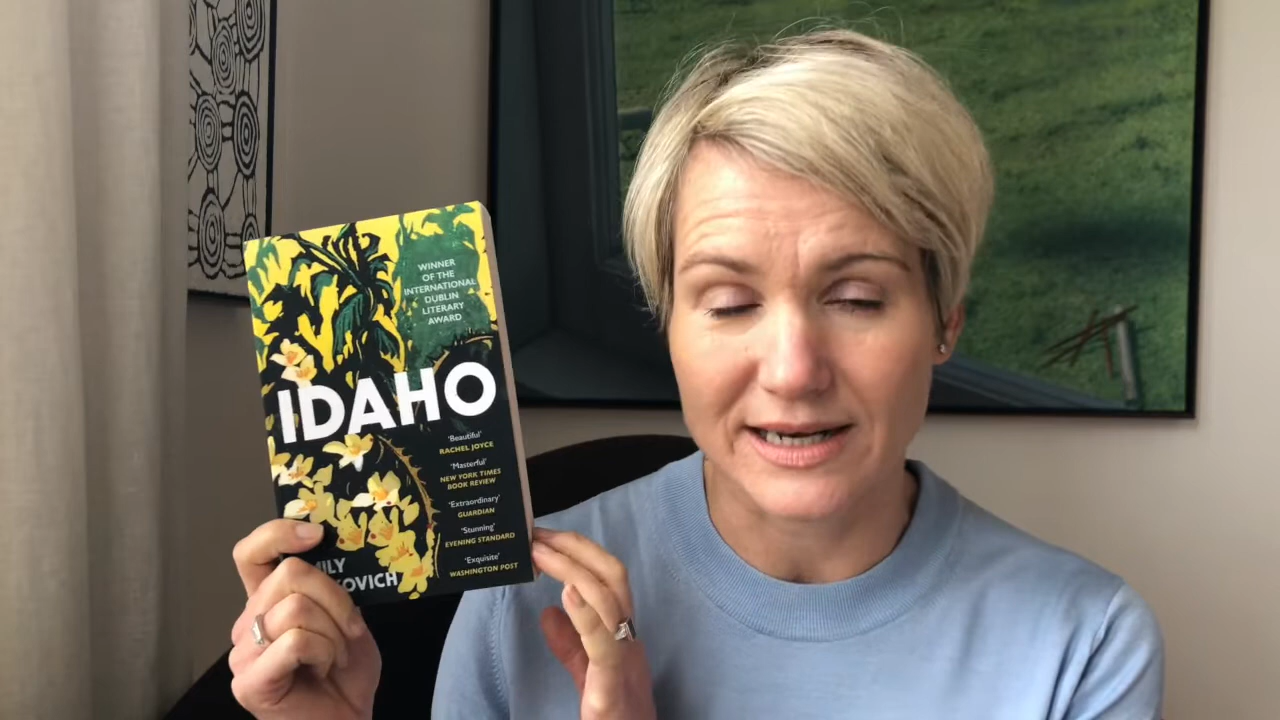 WINNER
OF THE
INTERNATIONAL
DUBLIN
LITERARY
AWARD
IDAHO
'Beautiful'
RACHEL JOYCE
'Masterful'
NEW YORK TIMES
BOOK REVIEW
'Extraordinary'
GUARDIAN
'Stunning'
EVENING STANDARD
'Exquisite'
WASHINGTON POST